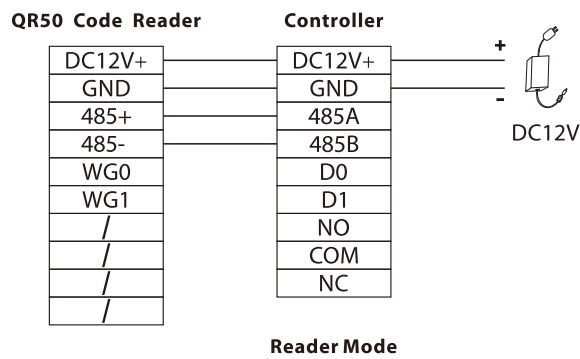 QR50 Code Reader
Controller
DC12V+
GND
485+
485-
WG0
WG1
/
/
/
/
DC12V+
GND
485A
485B
D0
D1
NO
COM
NC
+
-
DC12V
Reader Mode